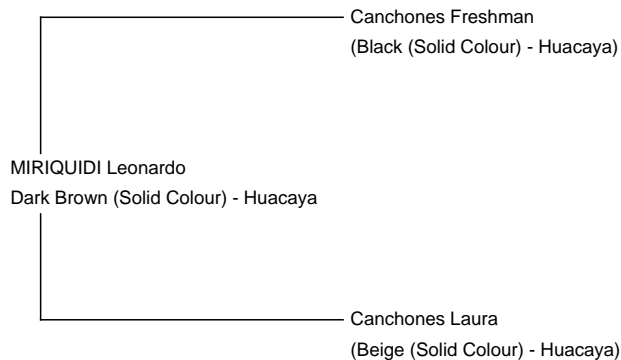 Canchones Freshman
(Black (Solid Colour) - Huacaya)
MIRIQUIDI Leonardo
Dark Brown (Solid Colour) - Huacaya
Canchones Laura
(Beige (Solid Colour) - Huacaya)